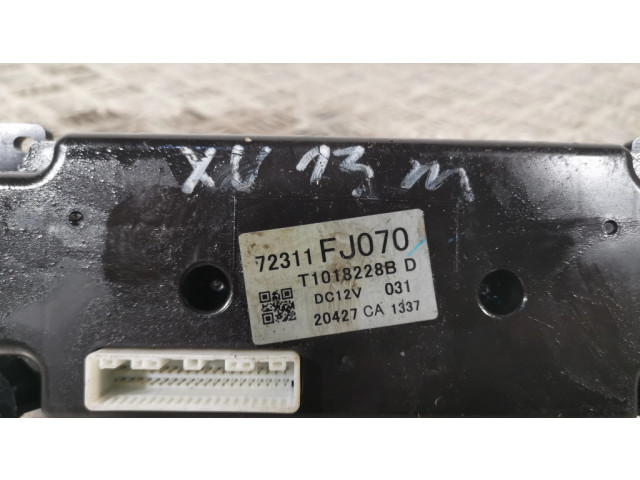 XV 13 m
72311 FJ070
T1018228B D
DC12V 031
20427 CA 1337